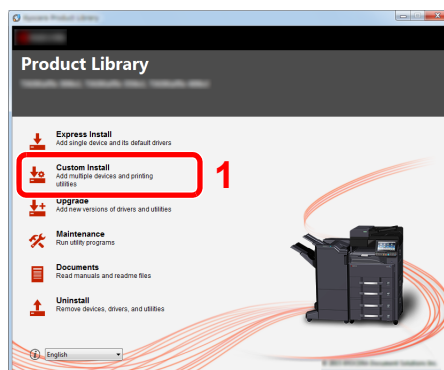 Product Library
Express Install
Add single device and its default drivers
Custom Install
Add multiple devices and printing
utilities
1
Upgrade
Add new versions of drivers and utilities
Maintenance
Run utility programs
Documents
Read manuals and readme files
Uninstall
Remove devices, drivers, and utilities
English